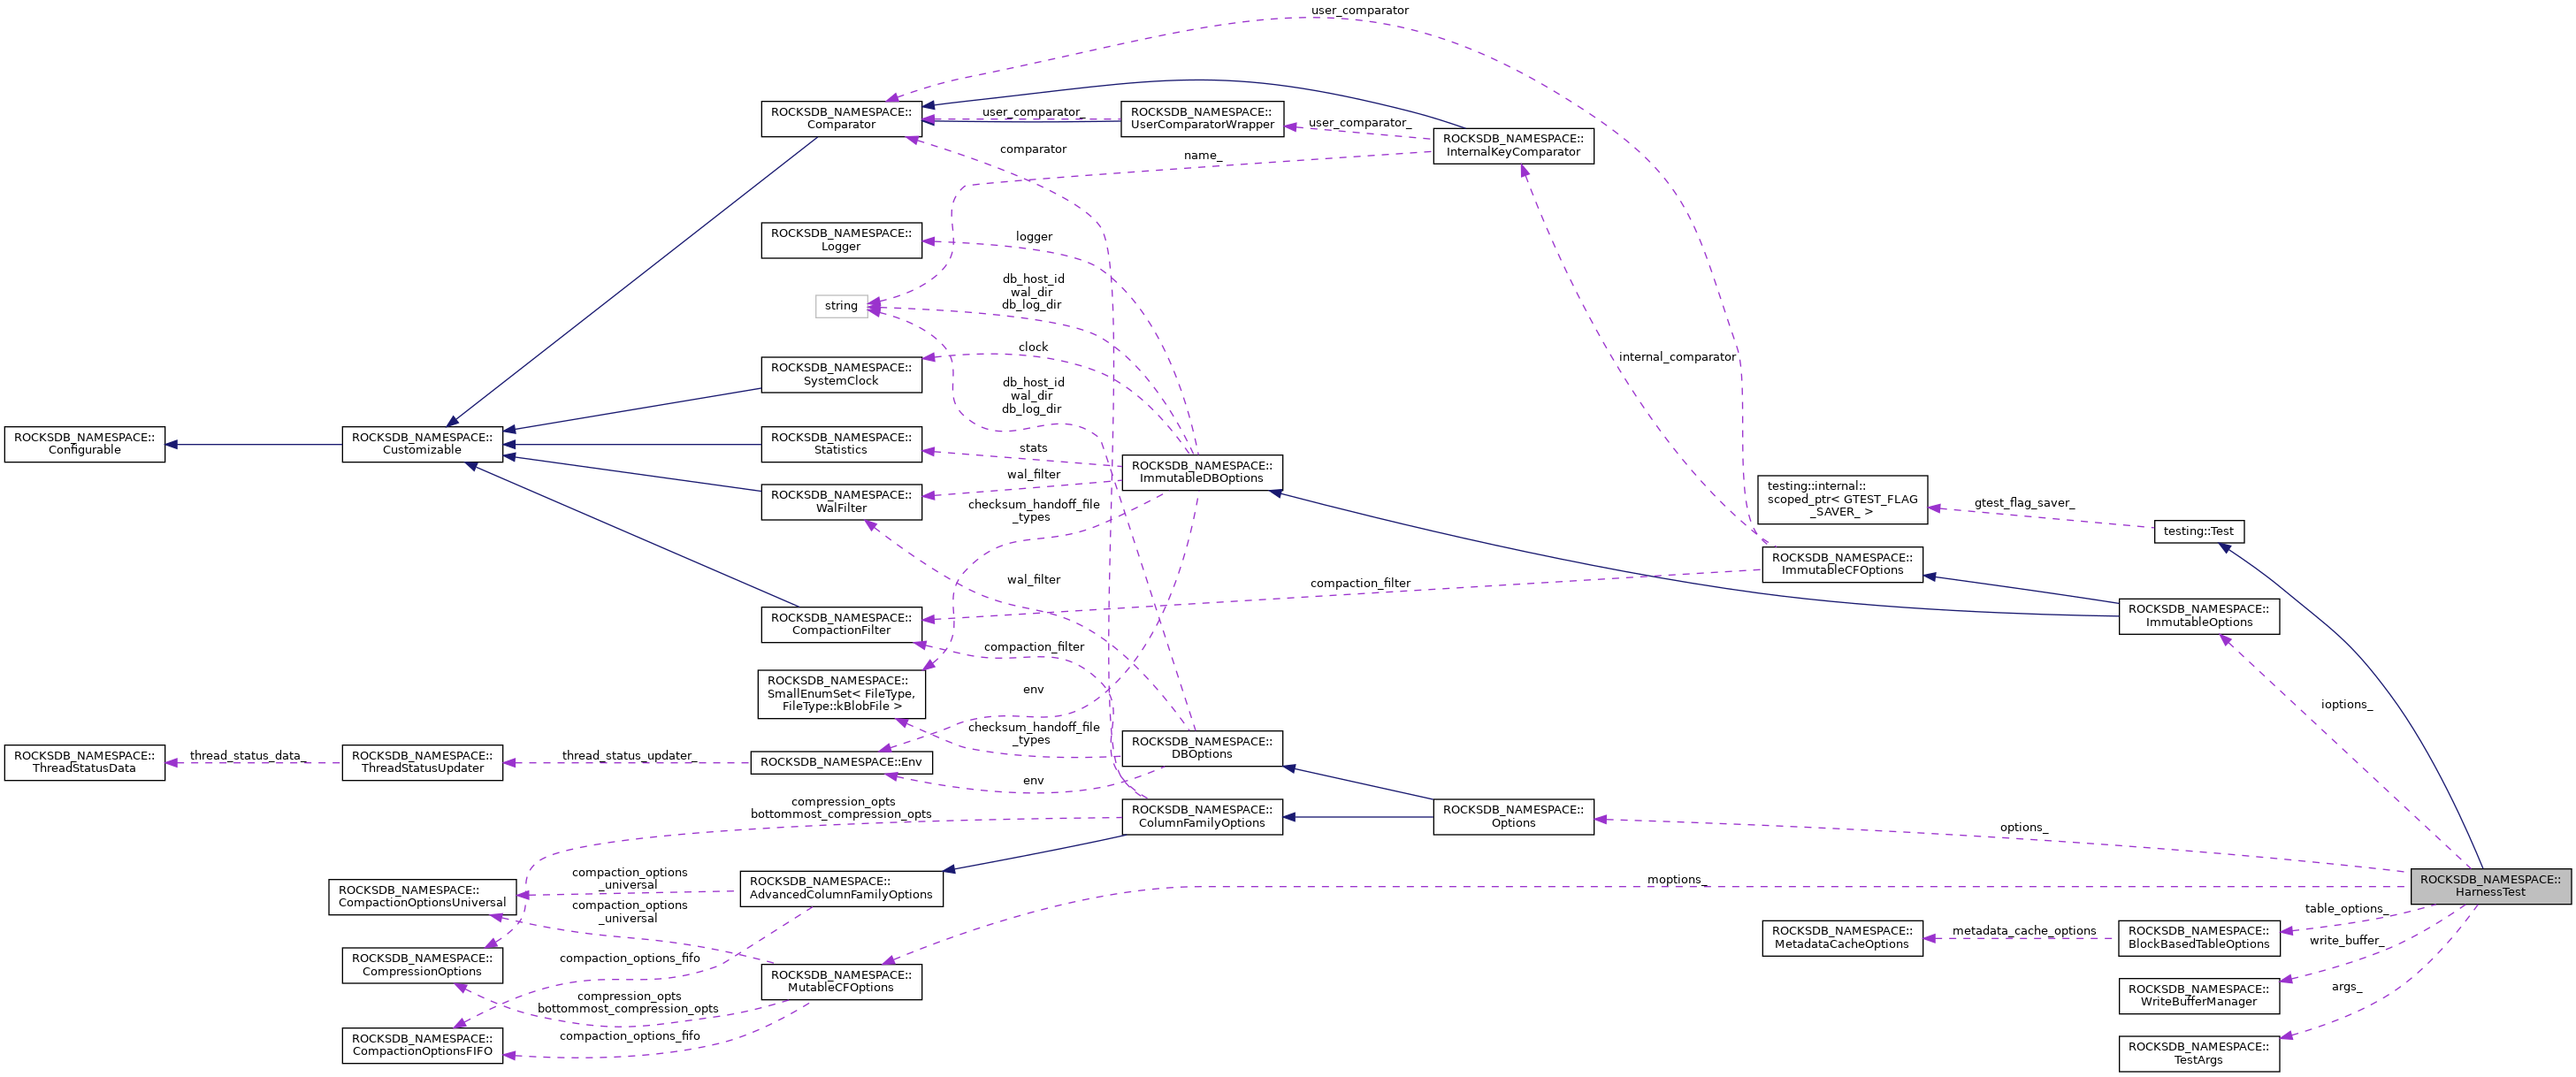 user_comparator
ROCKSDB_NAMESPACE::
Comparator
user_comparator_
ROCKSDB_NAMESPACE::
UserComparatorWrapper
user_comparator_
ROCKSDB_NAMESPACE::
InternalKeyComparator
comparator
name_
ROCKSDB_NAMESPACE::
Logger
logger
string
db_host_id
wal_dir
db_log_dir
clock
internal_comparator
ROCKSDB_NAMESPACE::
SystemClock
db_host_id
wal_dir
db_log_dir
ROCKSDB_NAMESPACE::
Configurable
ROCKSDB_NAMESPACE::
Customizable
ROCKSDB_NAMESPACE::
Statistics
stats
ROCKSDB_NAMESPACE::
ImmutableDBOptions
wal_filter
ROCKSDB_NAMESPACE::
WalFilter
checksum_handoff_file
_types
testing::internal::
scoped_ptr< GTEST_FLAG
_SAVER_ >
gtest_flag_saver_
testing::Test
ROCKSDB_NAMESPACE::
ImmutableCFOptions
wal_filter
compaction_filter
ROCKSDB_NAMESPACE::
CompactionFilter
ROCKSDB_NAMESPACE::
ImmutableOptions
compaction_filter
ROCKSDB_NAMESPACE::
SmallEnumSet< FileType,
FileType::kBlobFile >
env
ioptions_
checksum_handoff_file
_types
ROCKSDB_NAMESPACE::
DBOptions
ROCKSDB_NAMESPACE::
ThreadStatusData
thread_status_data_
ROCKSDB_NAMESPACE::
ThreadStatusUpdater
thread_status_updater_
ROCKSDB_NAMESPACE::Env
env
compression_opts
bottommost_compression_opts
ROCKSDB_NAMESPACE::
ColumnFamilyOptions
ROCKSDB_NAMESPACE::
Options
options_
compaction_options
_universal
ROCKSDB_NAMESPACE::
AdvancedColumnFamilyOptions
moptions_
ROCKSDB_NAMESPACE::
HarnessTest
ROCKSDB_NAMESPACE::
CompactionOptionsUniversal
compaction_options
_universal
table_options_
ROCKSDB_NAMESPACE::
MetadataCacheOptions
metadata_cache_options
ROCKSDB_NAMESPACE::
BlockBasedTableOptions
write_buffer_
ROCKSDB_NAMESPACE::
CompressionOptions
compaction_options_fifo
ROCKSDB_NAMESPACE::
MutableCFOptions
compression_opts
bottommost_compression_opts
args_
ROCKSDB_NAMESPACE::
WriteBufferManager
ROCKSDB_NAMESPACE::
CompactionOptionsFIFO
compaction_options_fifo
ROCKSDB_NAMESPACE::
TestArgs